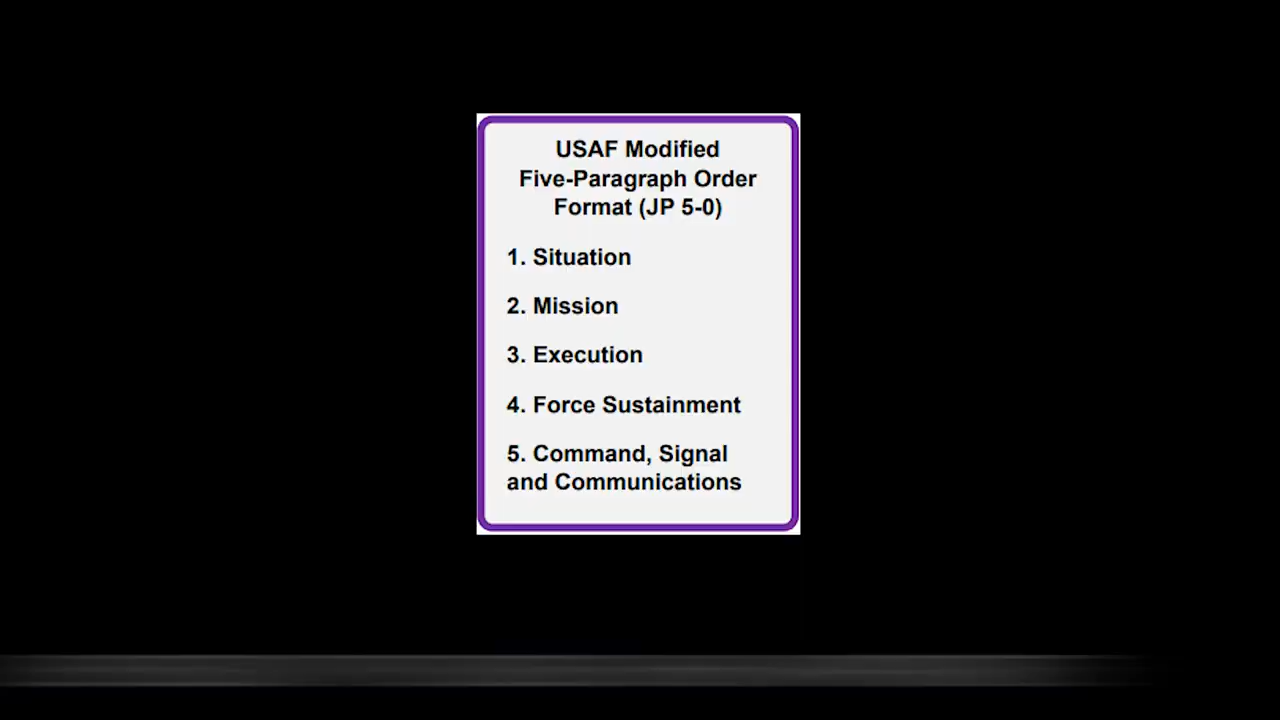 USAF Modified
Five-Paragraph Order
Format (JP 5-0)
1. Situation
2. Mission
3. Execution
4. Force Sustainment
5. Command, Signal
and Communications